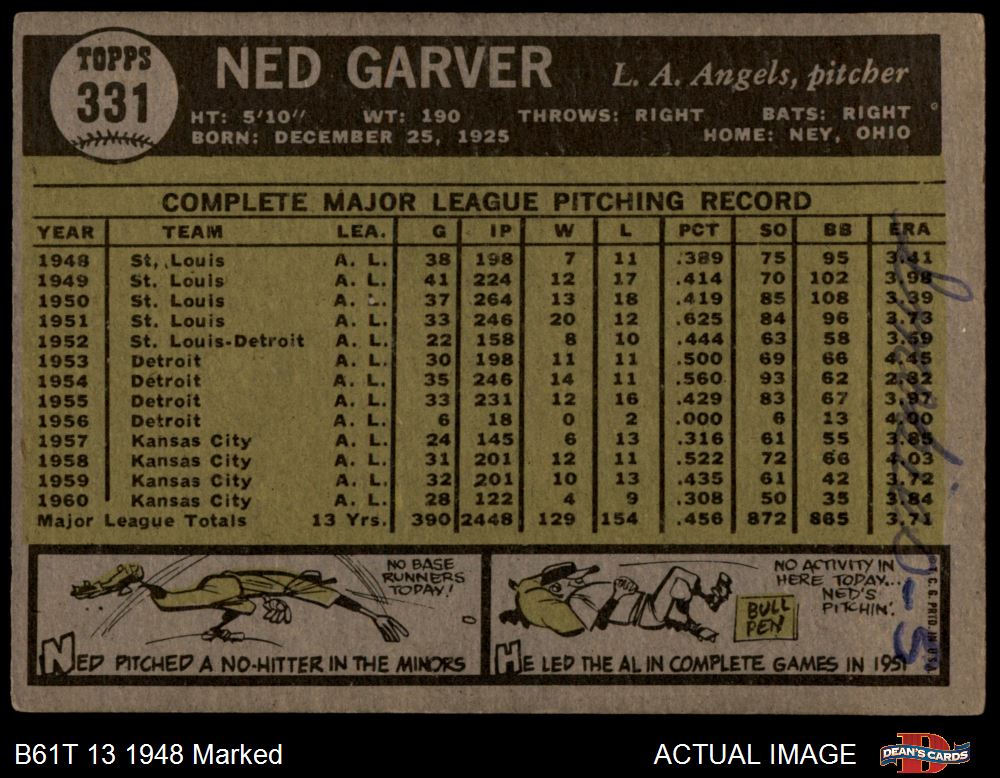 TOPPS
331
NED GARVER
L. A. Angels, pitcher
HT: 5'10" WT: 190 THROWS: RIGHT BATS: RIGHT
BORN: DECEMBER 25, 1925 HOME: NEY, OHIO
COMPLETE MAJOR LEAGUE PITCHING RECORD
YEAR TEAM LEA. G IP W L PCT SO BB ERA
1948 St. Louis A. L. 38 198 7 11 .389 75 95 3.41
1949 St. Louis A. L. 41 224 12 17 .414 70 102 3.98
1950 St. Louis A. L. 37 264 13 18 .419 85 108 3.39
1951 St. Louis A. L. 33 246 20 12 .625 84 96 3.73
1952 St. Louis-Detroit A. L. 22 158 8 10 .444 63 58 3.59
1953 Detroit A. L. 30 198 11 11 .500 69 66 4.45
1954 Detroit A. L. 35 246 14 11 .560 93 62 2.82
1955 Detroit A. L. 33 231 12 16 .429 83 67 3.97
1956 Detroit A. L. 6 18 0 2 .000 6 13 4.00
1957 Kansas City A. L. 24 145 6 13 .316 61 55 3.85
1958 Kansas City A. L. 31 201 12 11 .522 72 66 4.03
1959 Kansas City A. L. 32 201 10 13 .435 61 42 3.72
1960 Kansas City A. L. 28 122 4 9 .308 50 35 3.84
Major League Totals 13 Yrs. 390 2448 129 154 .456 872 865 3.71
NO BASE
RUNNERS
TODAY!
NED PITCHED A NO-HITTER IN THE MINORS
NO ACTIVITY IN
HERE TODAY...
NED'S
PITCHIN'.
BULL
PEN
HE LED THE AL IN COMPLETE GAMES IN 1951
T. C. G. PRTD. IN U.S.A.
B61T 13 1948 Marked
ACTUAL IMAGE
DEAN'S CARDS